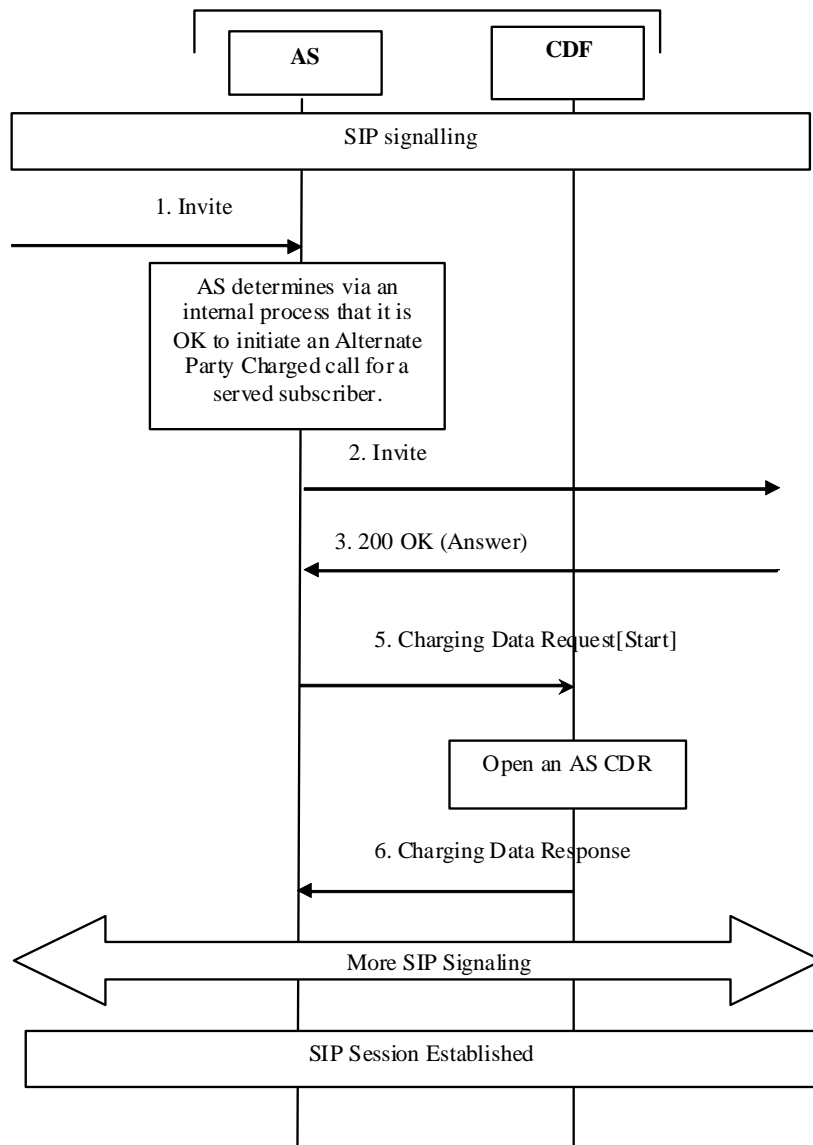 AS
CDF
SIP signalling
1. Invite
AS determines via an
internal process that it is
OK to initiate an Alternate
Party Charged call for a
served subscriber.
2. Invite
3. 200 OK (Answer)
5. Charging Data Request[Start]
Open an AS CDR
6. Charging Data Response
More SIP Signaling
SIP Session Established